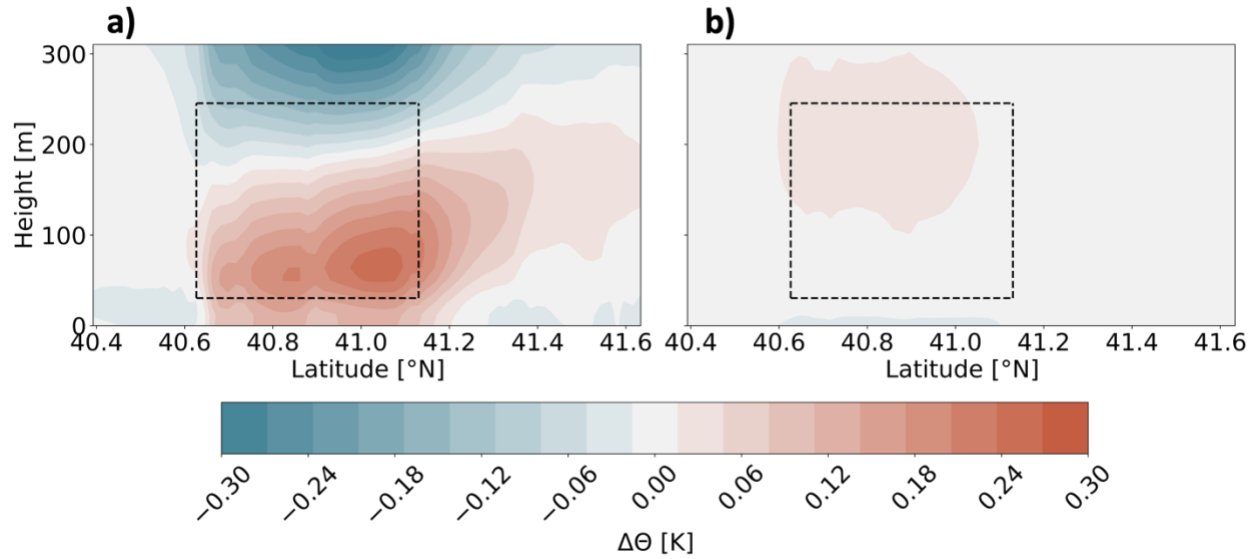 a)
b)
Height [m]
300
200
100
0
40.4 40.6 40.8 41.0 41.2 41.4 41.6
40.4 40.6 40.8 41.0 41.2 41.4 41.6
Latitude [°N]
Latitude [°N]
−0.30 −0.24 −0.18 −0.12 −0.06 0.00 0.06 0.12 0.18 0.24 0.30
ΔΘ [K]